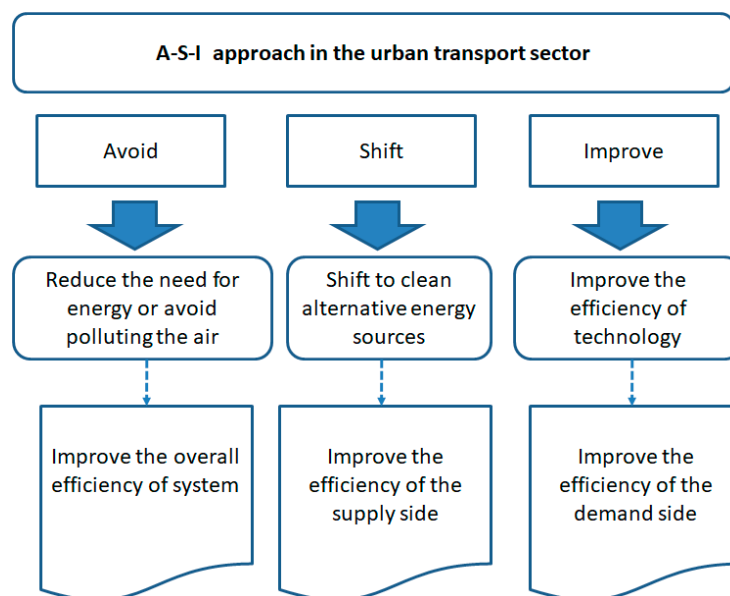 A-S-I approach in the urban transport sector
Avoid
Shift
Improve
Reduce the need for
energy or avoid
polluting the air
Shift to clean
alternative energy
sources
Improve the
efficiency of
technology
Improve the overall
efficiency of system
Improve the
efficiency of the
supply side
Improve the
efficiency of the
demand side